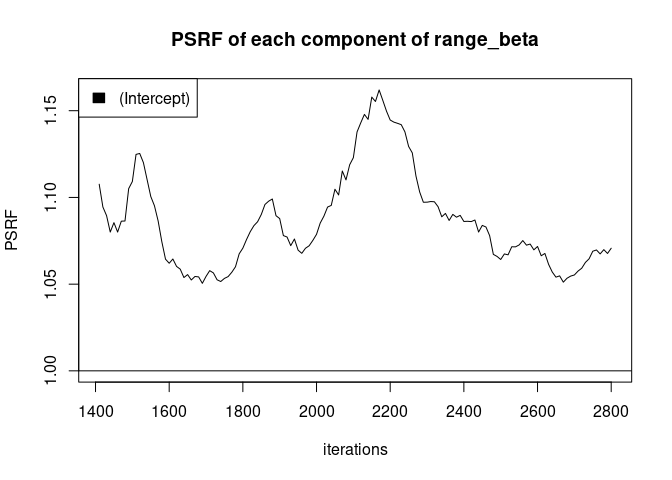 PSRF of each component of range_beta
(Intercept)
PSRF
1.15
1.10
1.05
1.00
1400 1600 1800 2000 2200 2400 2600 2800
iterations